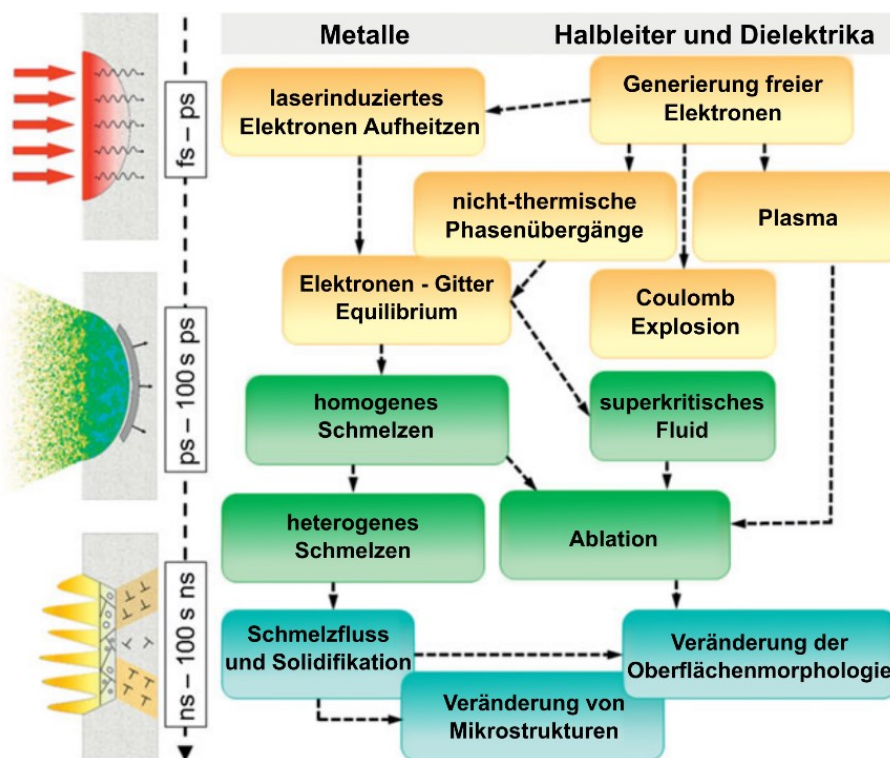 Metalle
Halbleiter und Dielektrika
fs – ps
laserinduziertes
Elektronen Aufheitzen
Generierung freier
Elektronen
nicht-thermische
Phasenübergänge
Plasma
ps – 100 s ps
Elektronen - Gitter
Equilibrium
Coulomb
Explosion
homogenes
Schmelzen
superkritisches
Fluid
heterogenes
Schmelzen
Ablation
ns – 100 s ns
Schmelzfluss
und Solidifikation
Veränderung der
Oberflächenmorphologie
Veränderung von
Mikrostrukturen